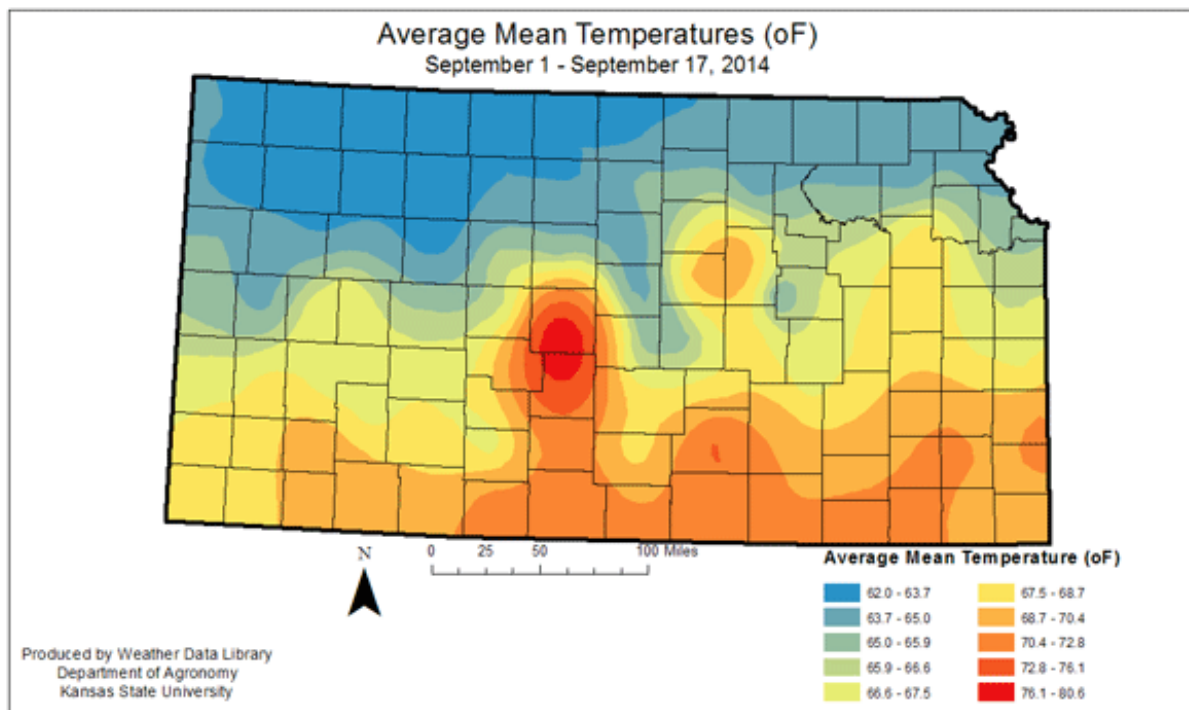 Average Mean Temperatures (oF)
September 1 - September 17, 2014
N
0 25 50 100 Miles
Average Mean Temperature (oF)
62.0 - 63.7 67.5 - 68.7
63.7 - 65.0 68.7 - 70.4
65.0 - 65.9 70.4 - 72.8
65.9 - 66.6 72.8 - 76.1
66.6 - 67.5 76.1 - 80.6
Produced by Weather Data Library
Department of Agronomy
Kansas State University